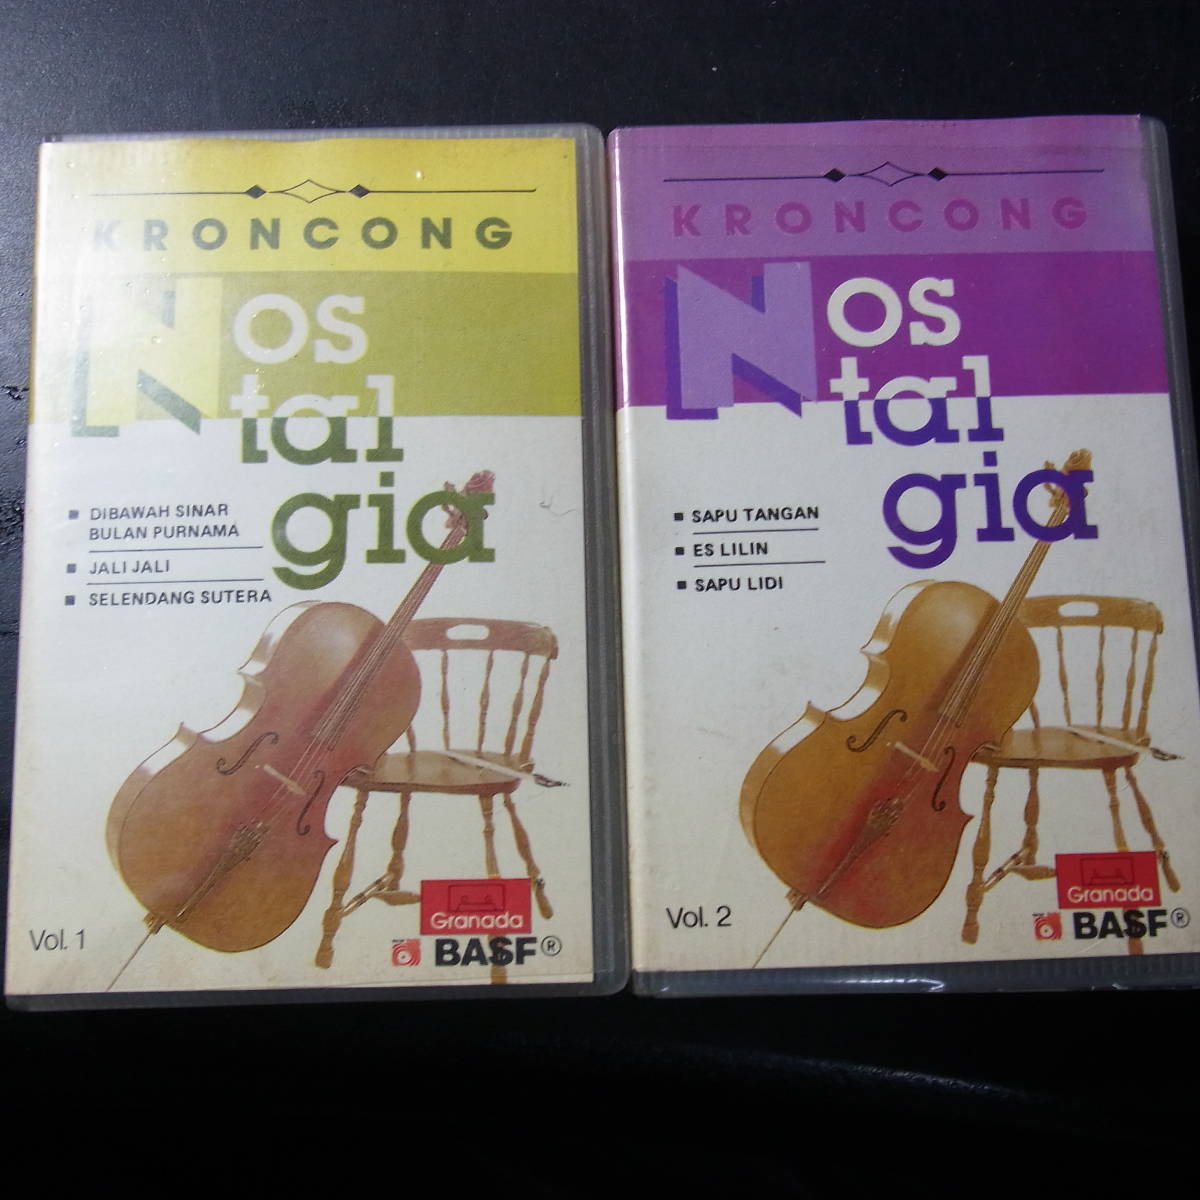 KRONCONG
Nos
tal
gia
■ DIBAWAH SINAR
BULAN PURNAMA
■ JALI JALI
■ SELENDANG SUTERA
Vol. 1
Granada
BASF®
KRONCONG
Nos
tal
gia
■ SAPU TANGAN
■ ES LILIN
■ SAPU LIDI
Vol. 2
Granada
BASF®